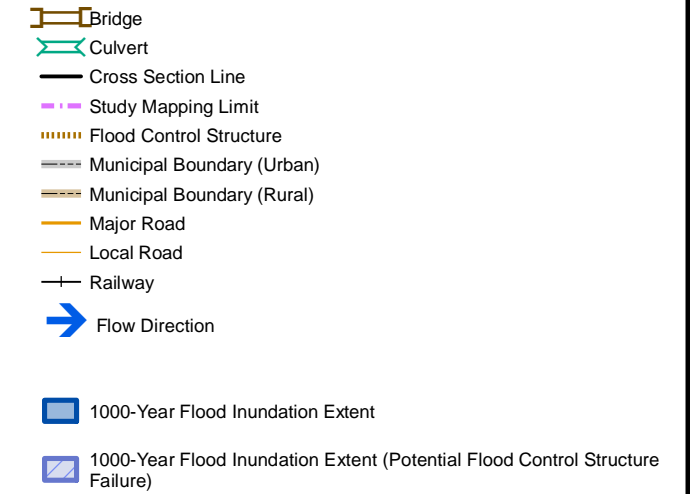 Bridge
Culvert
Cross Section Line
Study Mapping Limit
Flood Control Structure
Municipal Boundary (Urban)
Municipal Boundary (Rural)
Major Road
Local Road
Railway
Flow Direction
1000-Year Flood Inundation Extent
1000-Year Flood Inundation Extent (Potential Flood Control Structure
Failure)